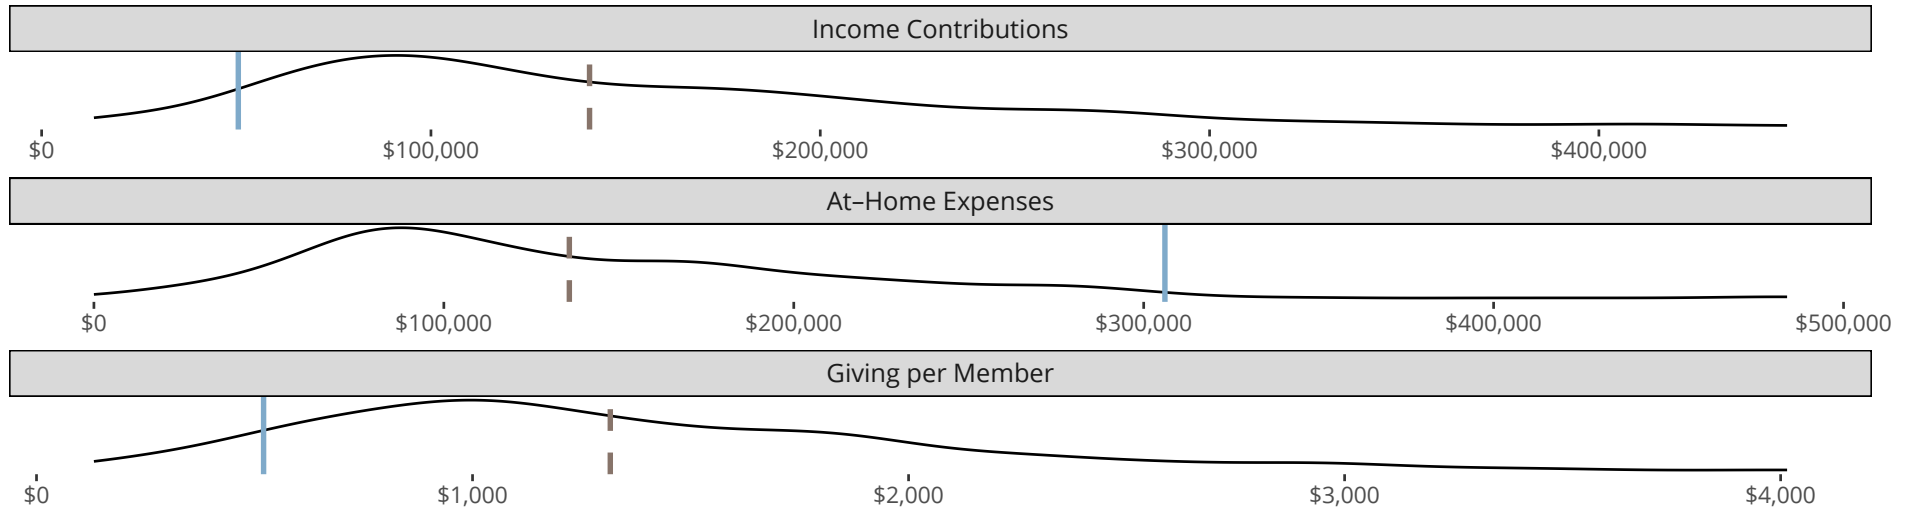 Income Contributions
$0 $100,000 $200,000 $300,000 $400,000
At–Home Expenses
$0 $100,000 $200,000 $300,000 $400,000 $500,000
Giving per Member
$0 $1,000 $2,000 $3,000 $4,000